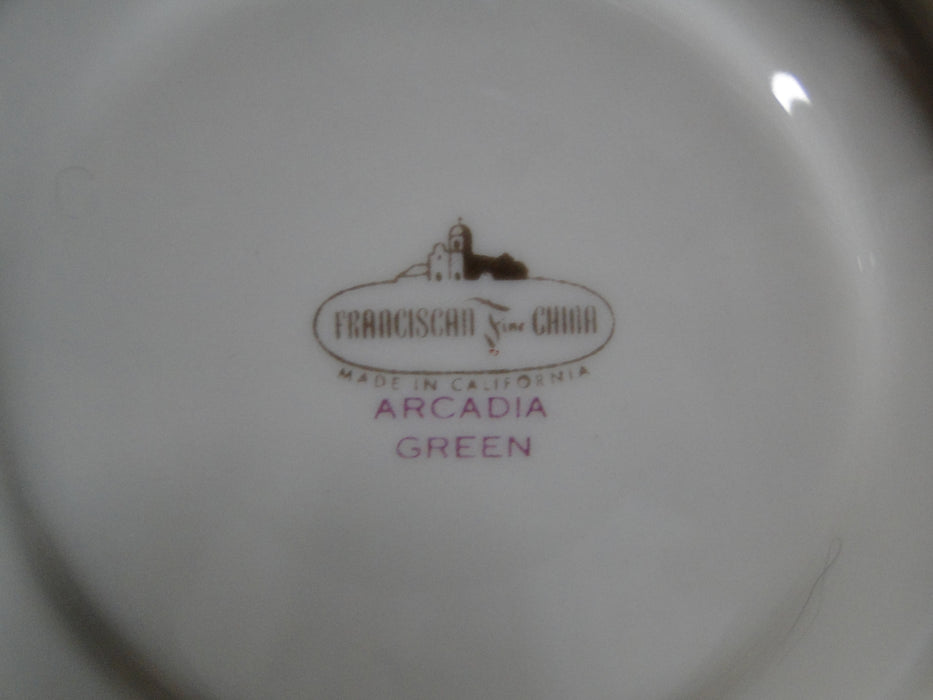 FRANCISCAN Fine CHINA
MADE IN CALIFORNIA
ARCADIA
GREEN